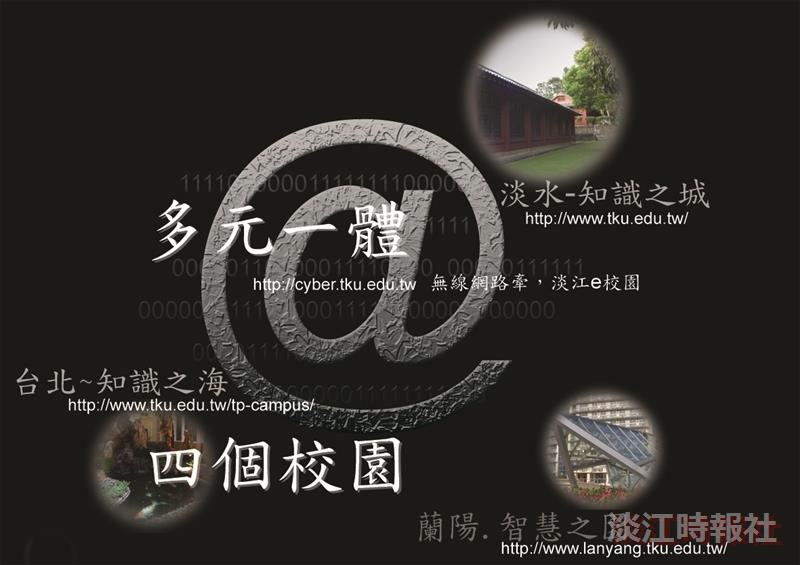 淡水-知識之城
http://www.tku.edu.tw/
多元一體
http://cyber.tku.edu.tw 無線網路牽，淡江e校園
台北~知識之海
http://www.tku.edu.tw/tp-campus/
四個校園
蘭陽.智慧之
淡江時報社
http://www.lanyang.tku.edu.tw/